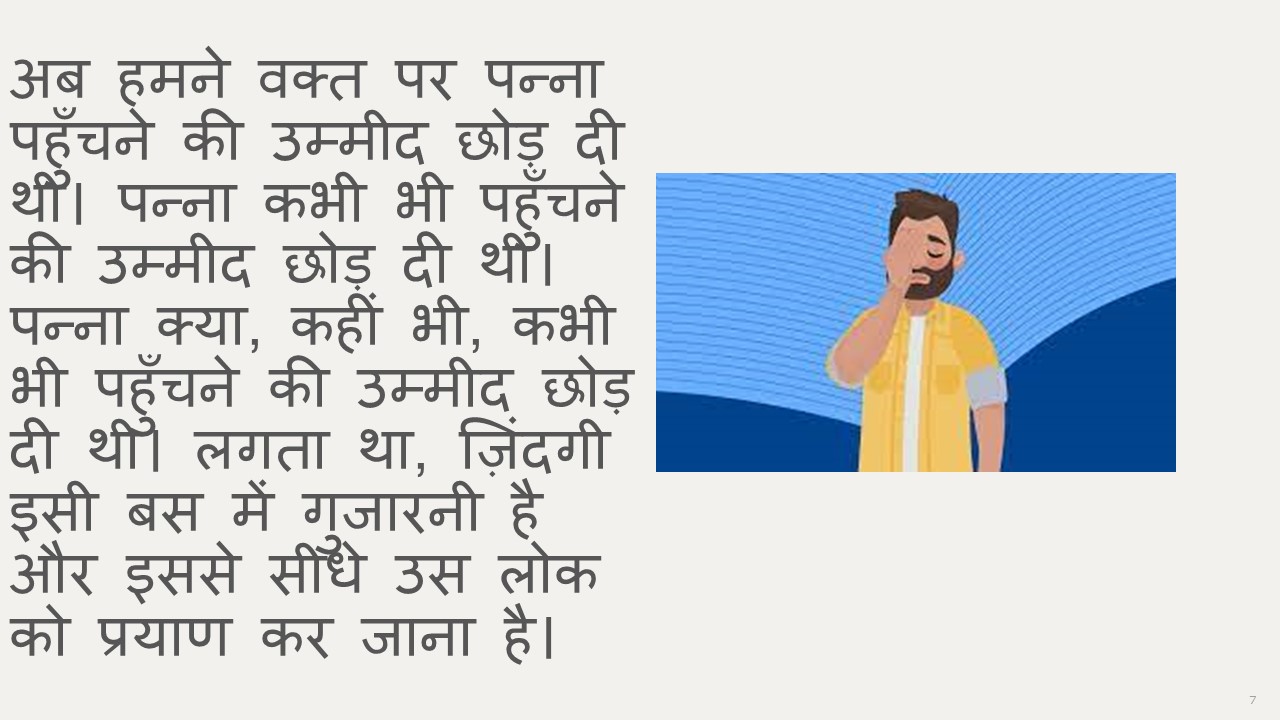 अब हमने वक्त पर पन्ना
पहुँचने की उम्मीद छोड़ दी
थी। पन्ना कभी भी पहुँचने
की उम्मीद छोड़ दी थी।
पन्ना क्या, कहीं भी, कभी
भी पहुँचने की उम्मीद छोड़
दी थी। लगता था, ज़िंदगी
इसी बस में गुजारनी है
और इससे सीधे उस लोक
को प्रयाण कर जाना है।
7